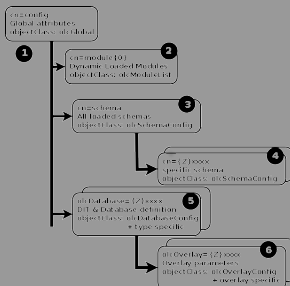 cn=config
Global attributes
objectClass: olcGlobal
1
cn=module{0}
Dynamic Loaded Modules
objectClass: olcModuleList
2
cn=schema
All loaded schemas
objectClass: olcSchemaConfig
3
cn={Z}xxxx
specific schema
objectClass: olcSchemaConfig
4
olcDatabase={Z}xxxx
DIT & Database definition
objectClass: olcDatabaseConfig
+ type specific
5
olcOverlay={Z}xxxx
Overlay parameters
objectClass: olcOverlayConfig
+ overlay specific
6